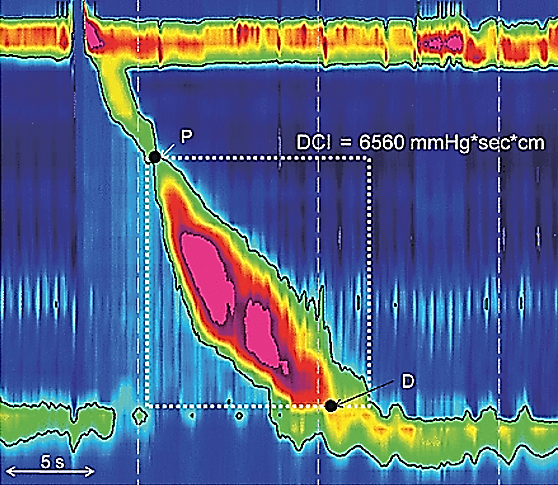 P
DCI = 6560 mmHg*sec*cm
D
5 s